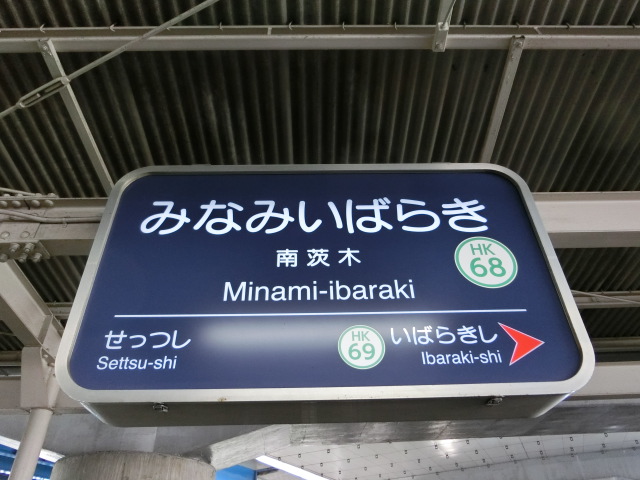 みなみいばらき
南茨木
HK
68
Minami-ibaraki
せっつし
Settsu-shi
HK
69
いばらきし
Ibaraki-shi